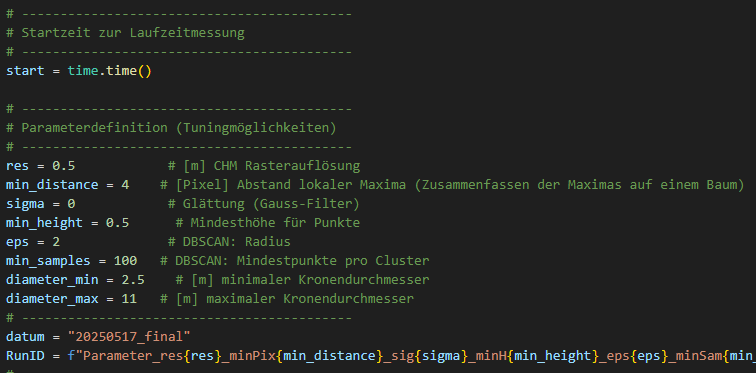 # ------------------------------------------
# Startzeit zur Laufzeitmessung
# ------------------------------------------
start = time.time()
# ------------------------------------------
# Parameterdefinition (Tuningmöglichkeiten)
# ------------------------------------------
res = 0.5 # [m] CHM Rasterauflösung
min_distance = 4 # [Pixel] Abstand lokaler Maxima (Zusammenfassen der Maximas auf einem Baum)
sigma = 0 # Glättung (Gauss-Filter)
min_height = 0.5 # Mindesthöhe für Punkte
eps = 2 # DBSCAN: Radius
min_samples = 100 # DBSCAN: Mindestpunkte pro Cluster
diameter_min = 2.5 # [m] minimaler Kronendurchmesser
diameter_max = 11 # [m] maximaler Kronendurchmesser
# ------------------------------------------
datum = "20250517_final"
RunID = f"Parameter_res{res}_minPix{min_distance}_sig{sigma}_minH{min_height}_eps{eps}_minSam{min_